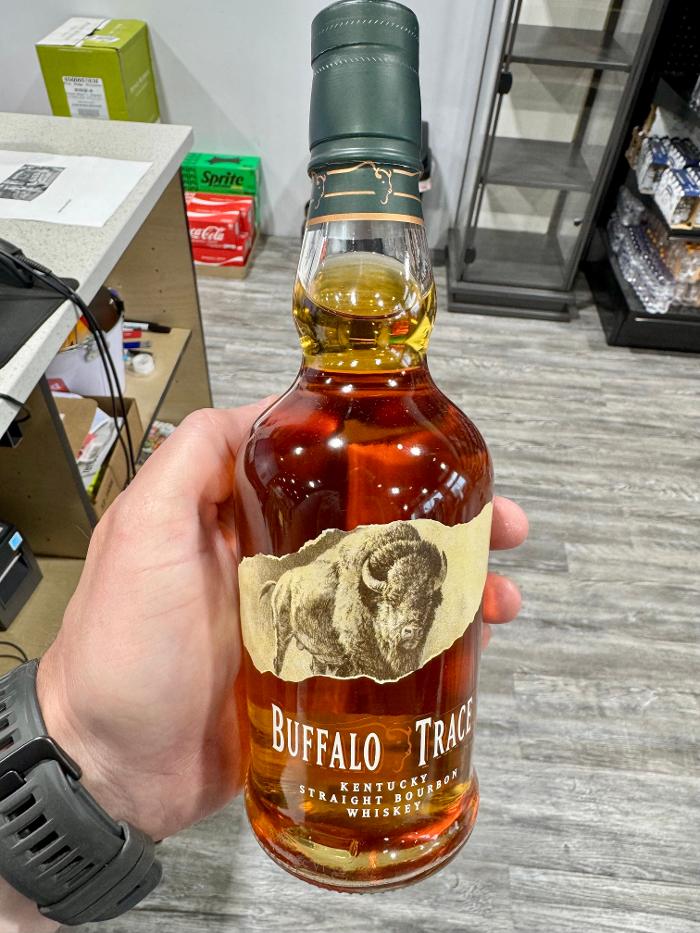 Sprite
Coca-Cola
BUFFALO TRACE
KENTUCKY
STRAIGHT BOURBON
WHISKEY